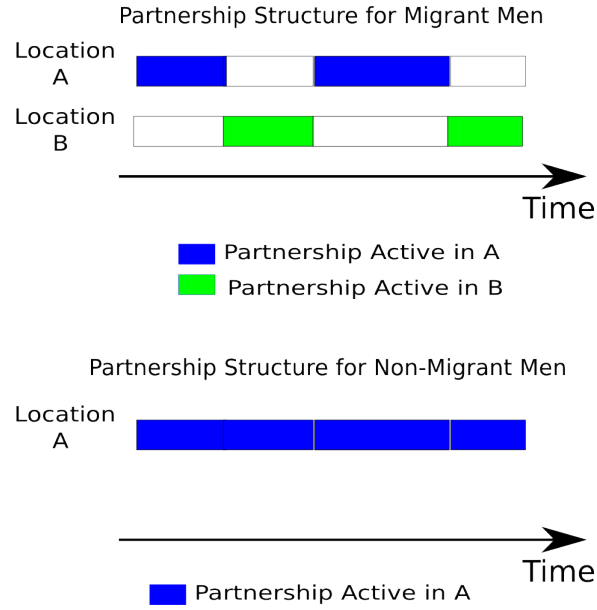 Partnership Structure for Migrant Men
Location
A
Location
B
Time
Partnership Active in A
Partnership Active in B
Partnership Structure for Non-Migrant Men
Location
A
Time
Partnership Active in A